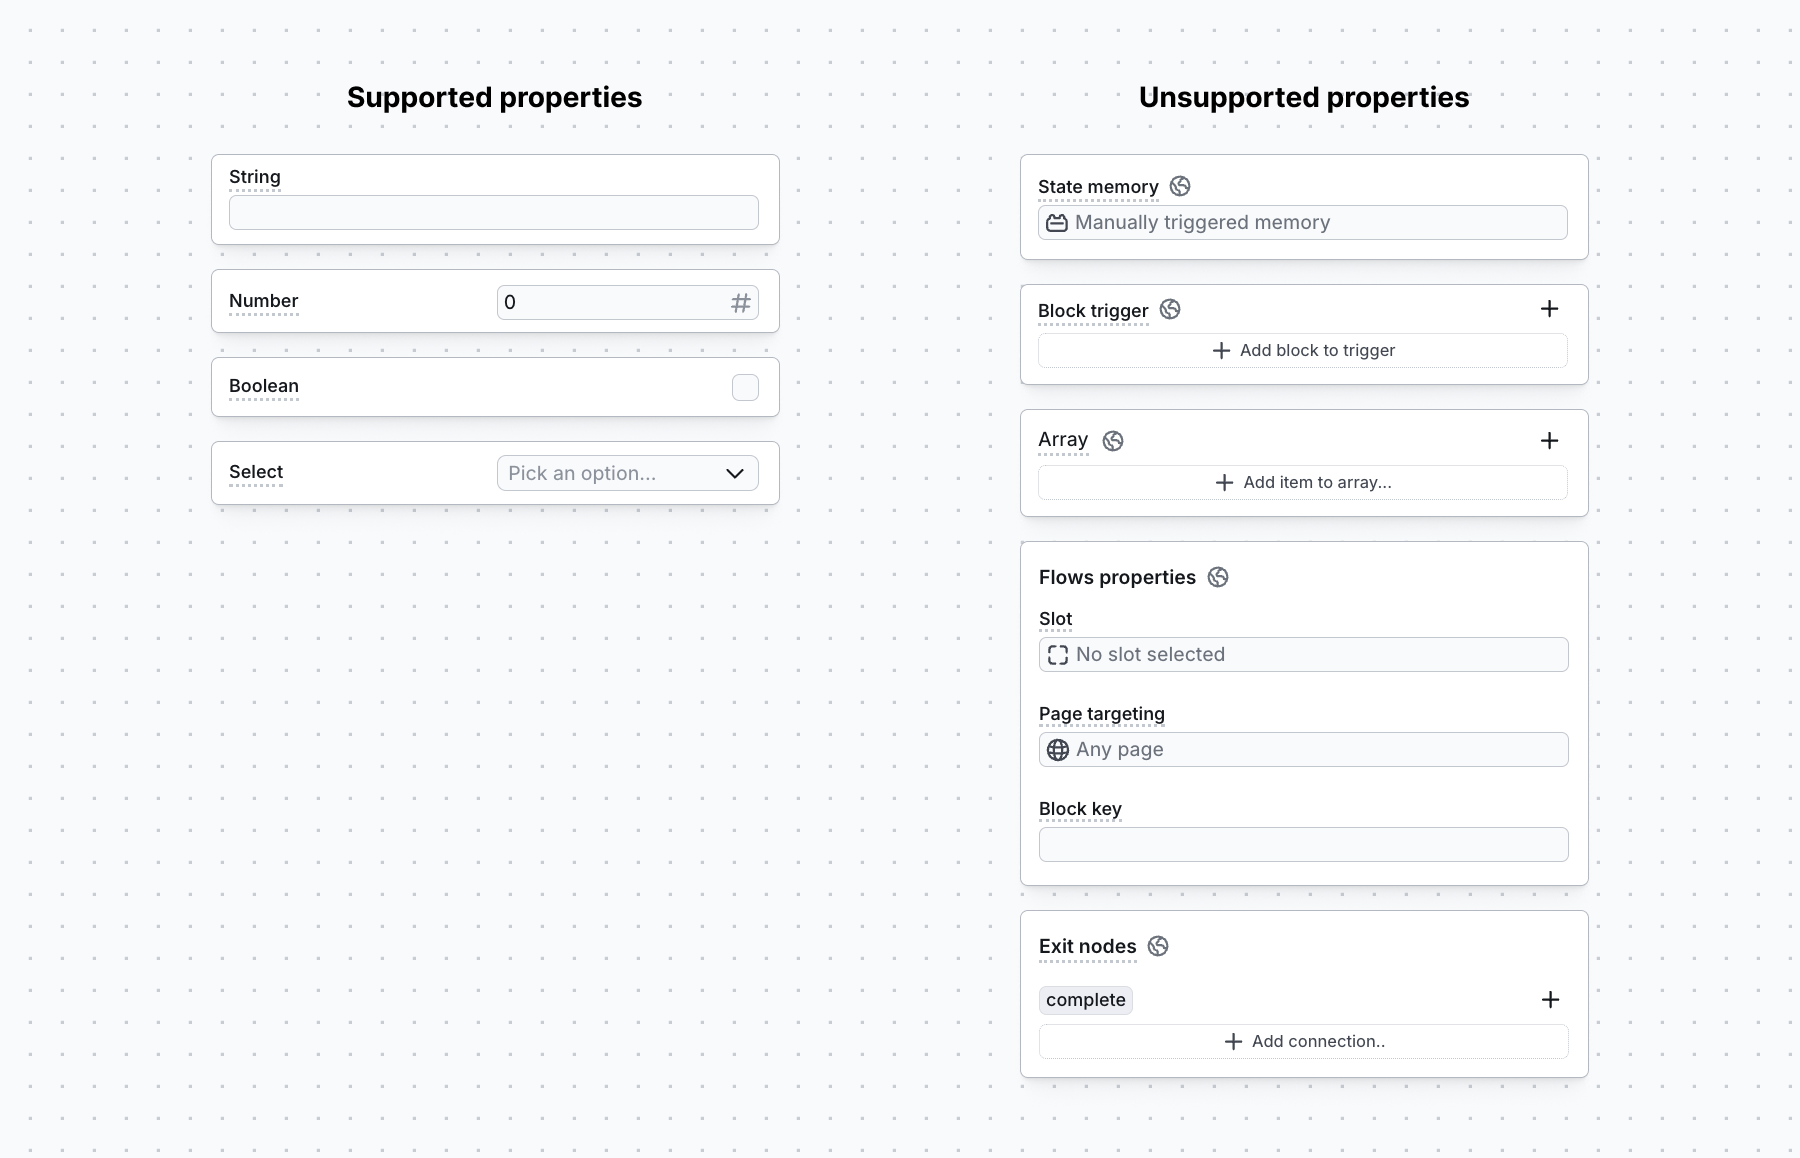 Supported properties
String
Number
0
Boolean
Select
Pick an option...
Unsupported properties
State memory
Manually triggered memory
Block trigger
Add block to trigger
Array
Add item to array...
Flows properties
Slot
No slot selected
Page targeting
Any page
Block key
Exit nodes
complete
Add connection..